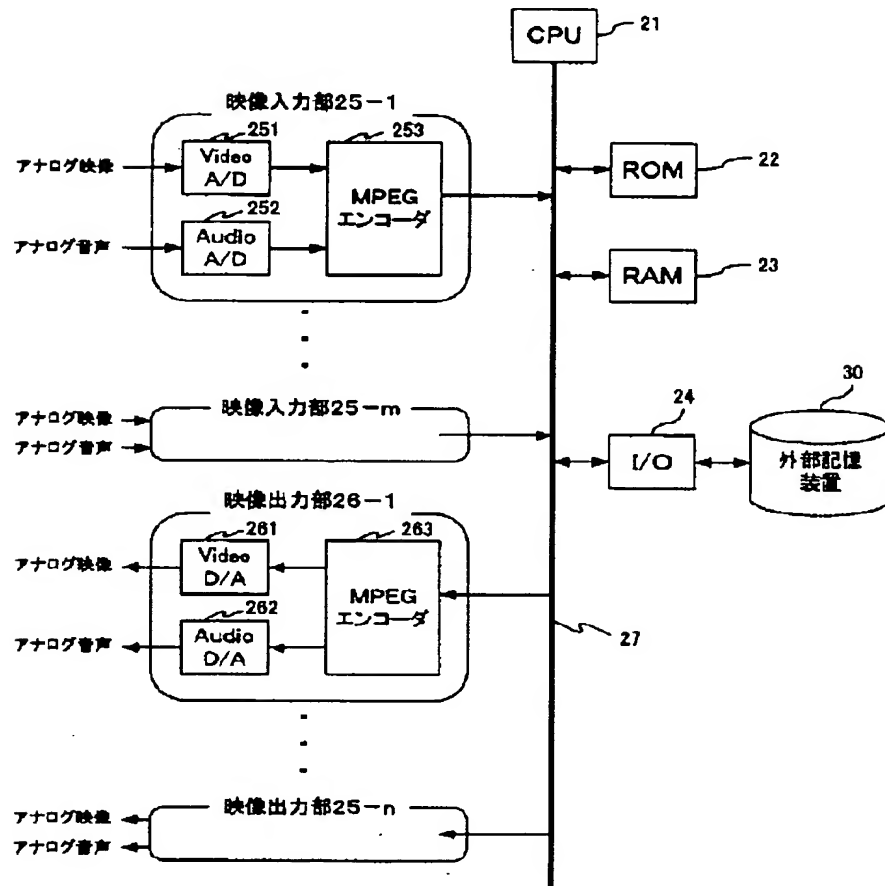 CPU
21
映像入力部25-1
251
253
アナログ映像
Video
A/D
MPEG
エンコーダ
ROM
22
252
アナログ音声
Audio
A/D
RAM
23
映像入力部25-m
アナログ映像
アナログ音声
24
I/O
30
外部記憶
装置
映像出力部26-1
261
263
アナログ映像
Video
D/A
MPEG
エンコーダ
262
アナログ音声
Audio
D/A
27
映像出力部25-n
アナログ映像
アナログ音声